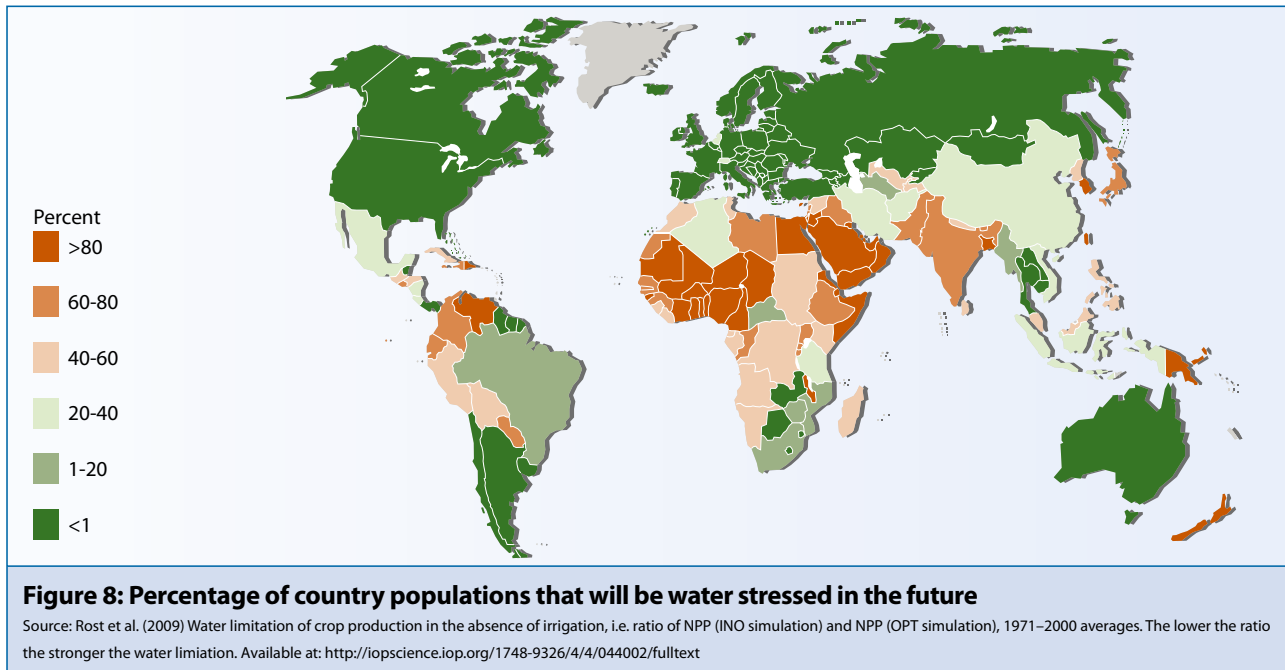 Percent
>80
60-80
40-60
20-40
1-20
<1
Figure 8: Percentage of country populations that will be water stressed in the future
Source: Rost et al. (2009) Water limitation of crop production in the absence of irrigation, i.e. ratio of NPP (INO simulation) and NPP (OPT simulation), 1971–2000 averages. The lower the ratio
the stronger the water limiation. Available at: http://iopscience.iop.org/1748-9326/4/4/044002/fulltext